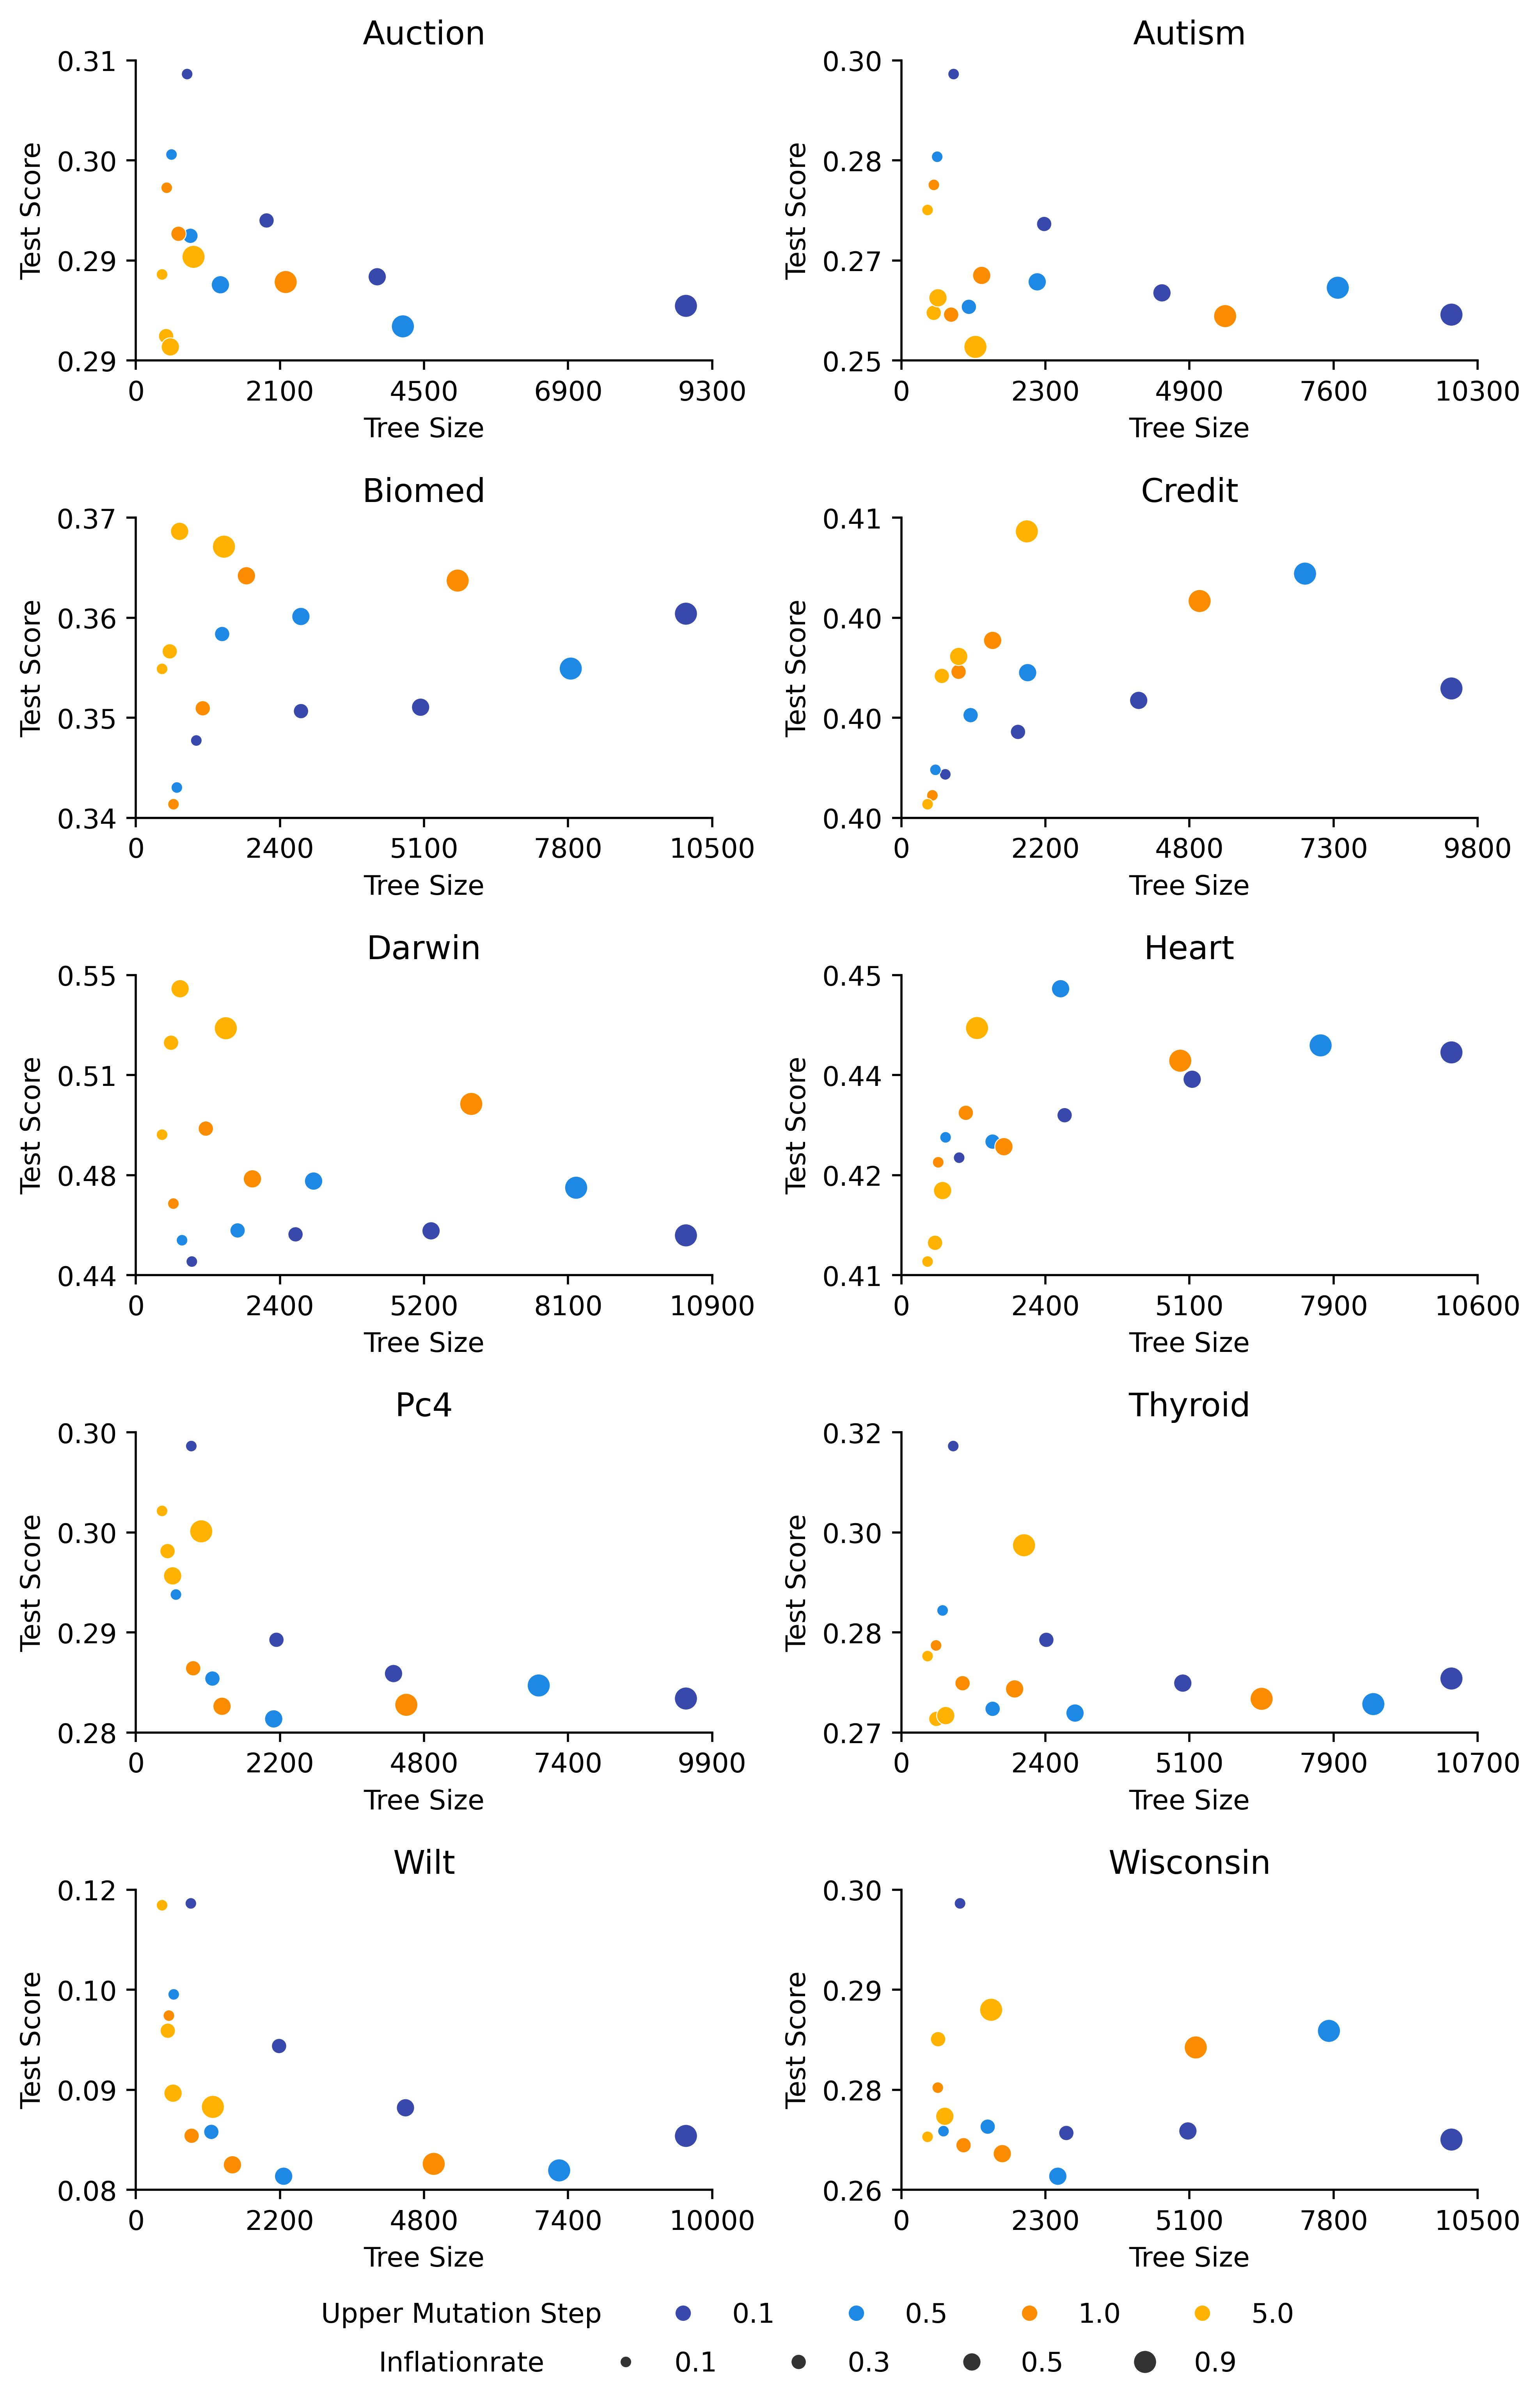 Auction
0.31
0.30
0.29
0.29
Test Score
0 2100 4500 6900 9300
Tree Size
Autism
0.30
0.28
0.27
0.25
Test Score
0 2300 4900 7600 10300
Tree Size
Biomed
0.37
0.36
0.35
0.34
Test Score
0 2400 5100 7800 10500
Tree Size
Credit
0.41
0.40
0.40
0.40
Test Score
0 2200 4800 7300 9800
Tree Size
Darwin
0.55
0.51
0.48
0.44
Test Score
0 2400 5200 8100 10900
Tree Size
Heart
0.45
0.44
0.42
0.41
Test Score
0 2400 5100 7900 10600
Tree Size
Pc4
0.30
0.30
0.29
0.28
Test Score
0 2200 4800 7400 9900
Tree Size
Thyroid
0.32
0.30
0.28
0.27
Test Score
0 2400 5100 7900 10700
Tree Size
Wilt
0.12
0.10
0.09
0.08
Test Score
0 2200 4800 7400 10000
Tree Size
Wisconsin
0.30
0.29
0.28
0.26
Test Score
0 2300 5100 7800 10500
Tree Size
Upper Mutation Step 0.1 0.5 1.0 5.0
Inflationrate 0.1 0.3 0.5 0.9